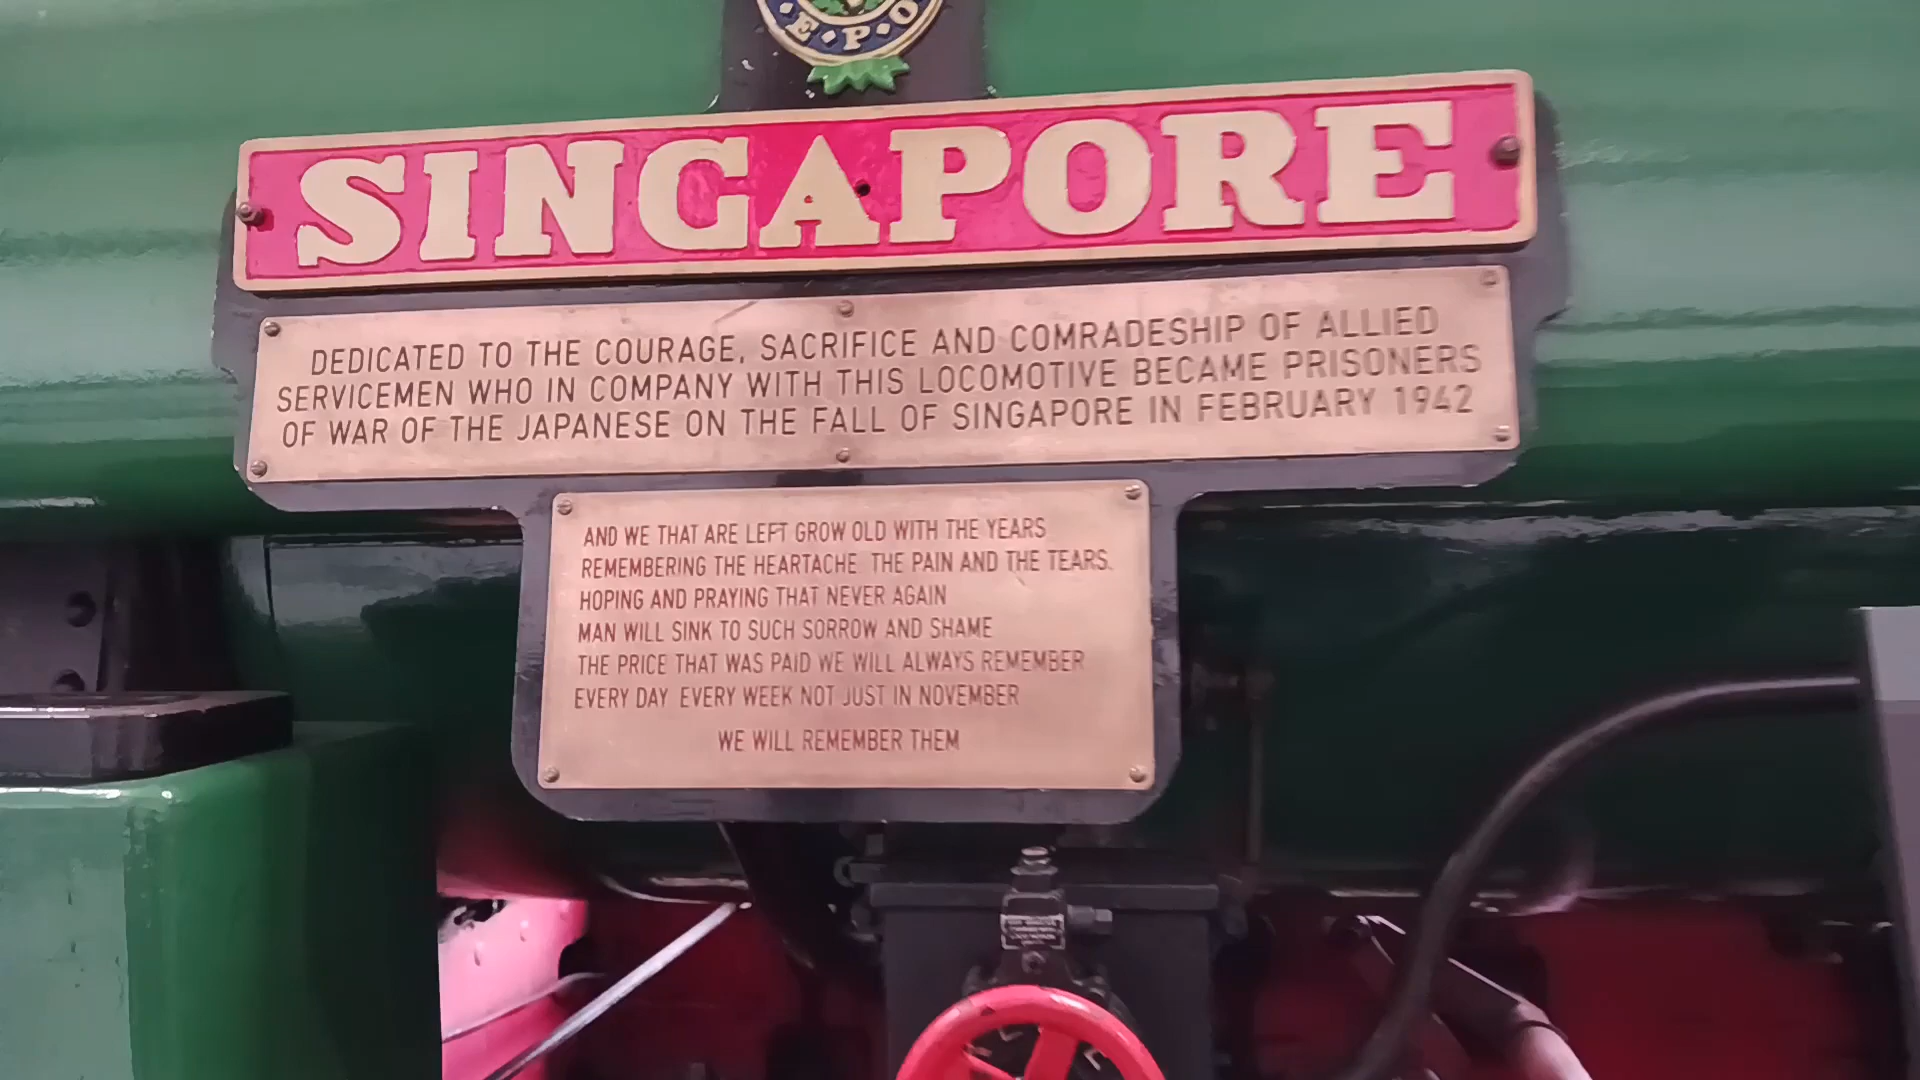 E · P · O
SINGAPORE
DEDICATED TO THE COURAGE, SACRIFICE AND COMRADESHIP OF ALLIED
SERVICEMEN WHO IN COMPANY WITH THIS LOCOMOTIVE BECAME PRISONERS
OF WAR OF THE JAPANESE ON THE FALL OF SINGAPORE IN FEBRUARY 1942
AND WE THAT ARE LEFT GROW OLD WITH THE YEARS
REMEMBERING THE HEARTACHE THE PAIN AND THE TEARS.
HOPING AND PRAYING THAT NEVER AGAIN
MAN WILL SINK TO SUCH SORROW AND SHAME
THE PRICE THAT WAS PAID WE WILL ALWAYS REMEMBER
EVERY DAY EVERY WEEK NOT JUST IN NOVEMBER
WE WILL REMEMBER THEM